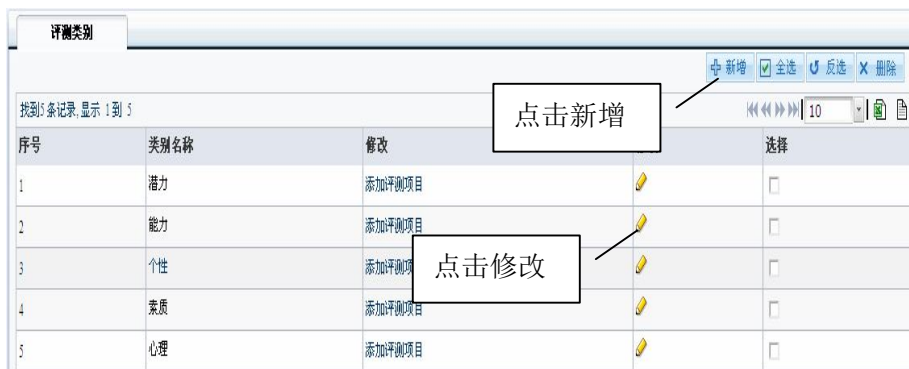 评测类别
新增 全选 反选 删除
找到5条记录,显示 1到 5
10
点击新增
序号 类别名称 修改 选择
1 潜力 添加评测项目
2 能力 添加评测项目
点击修改
3 个性 添加评测项
4 素质 添加评测项目
5 心理 添加评测项目